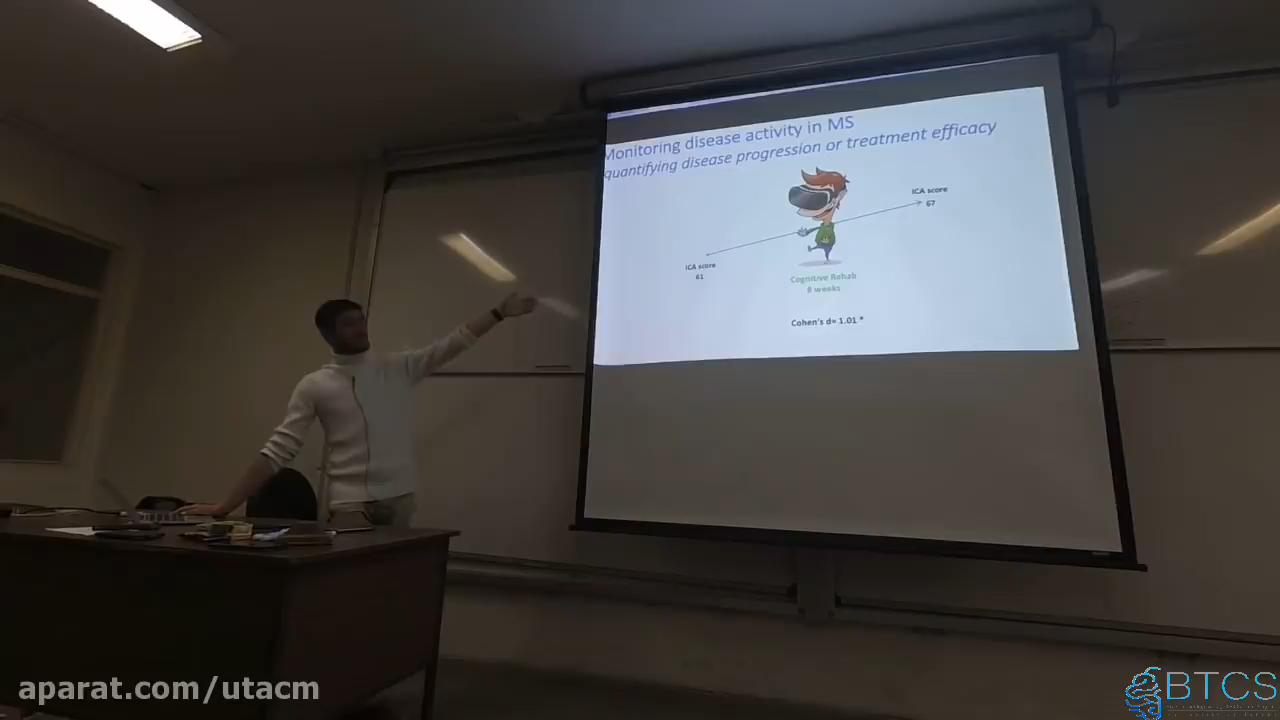 Monitoring disease activity in MS
quantifying disease progression or treatment efficacy
ICA score
67
ICA score
61
Cognitive Rehab
8 weeks
Cohen's d= 1.01 *
aparat.com/utacm
BTCS